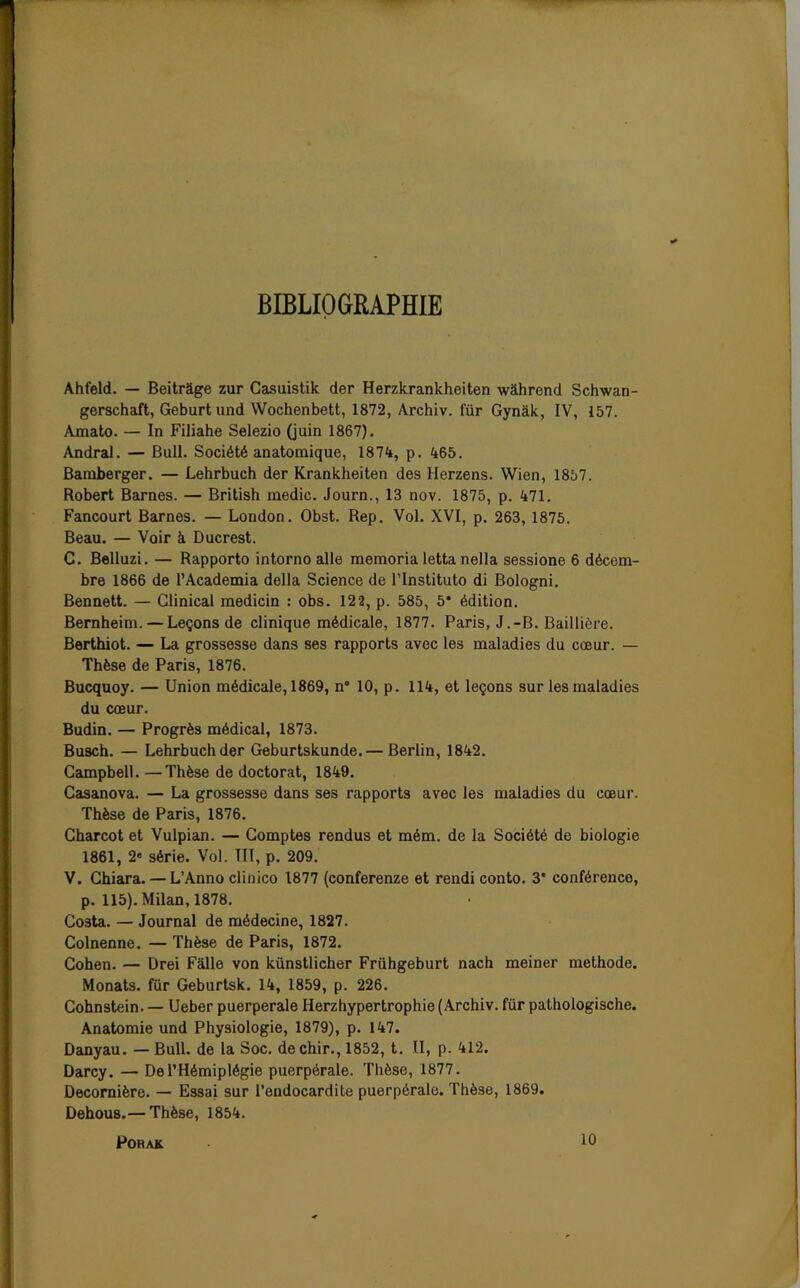 BIBLIOGRAPHIE
Ahfeld. — Beiträge zur Casuistik der Herzkrankheiten während Schwan-
gerschaft, Geburt und Wochenbett, 1872, Archiv. für Gynäk, IV, 157.
Amato. — In Filiahe Selezio (juin 1867).
Andral. — Bull. Société anatomique, 1874, p. 465.
Bamberger. — Lehrbuch der Krankheiten des Herzens. Wien, 1857.
Robert Barnes. — British medic. Journ., 13 nov. 1875, p. 471.
Fancourt Barnes. — London. Obst. Rep. Vol. XVI, p. 263, 1875.
Beau. — Voir à Ducrest.
C. Belluzi. — Rapporto intorno alle memoria letta nella sessione 6 décem-
bre 1866 de l'Academia della Science de l'Instituto di Bologni.
Bennett. — Clinical medicin : obs. 122, p. 585, 5e édition.
Bernheim. — Leçons de clinique médicale, 1877. Paris, J.-B. Baillière.
Berthiot. — La grossesse dans ses rapports avec les maladies du cœur. —
Thèse de Paris, 1876.
Bucquoy. — Union médicale, 1869, n° 10, p. 114, et leçons sur les maladies
du cœur.
Budin. — Progrès médical, 1873.
Busch. — Lehrbuch der Geburtskunde. — Berlin, 1842.
Campbell. — Thèse de doctorat, 1849.
Casanova. — La grossesse dans ses rapports avec les maladies du cœur.
Thèse de Paris, 1876.
Charcot et Vulpian. — Comptes rendus et mém. de la Société de biologie
1861, 2e série. Vol. III, p. 209.
V. Chiara. — L'Anno clinico 1877 (conferenze et rendi conto. 3e conférence,
p. 115). Milan, 1878.
Costa. — Journal de médecine, 1827.
Colnenne. — Thèse de Paris, 1872.
Cohen. — Drei Fälle von künstlicher Frühgeburt nach meiner methode.
Monats. für Geburtsk. 14, 1859, p. 226.
Cohnstein. — Ueber puerperale Herzhypertrophie (Archiv. für pathologische.
Anatomie und Physiologie, 1879), p. 147.
Danyau. — Bull. de la Soc. de chir., 1852, t. II, p. 412.
Darcy. — De l'Hémiplégie puerpérale. Thèse, 1877.
Decornière. — Essai sur l'endocardite puerpérale. Thèse, 1869.
Dehous. — Thèse, 1854.
PORAK 10